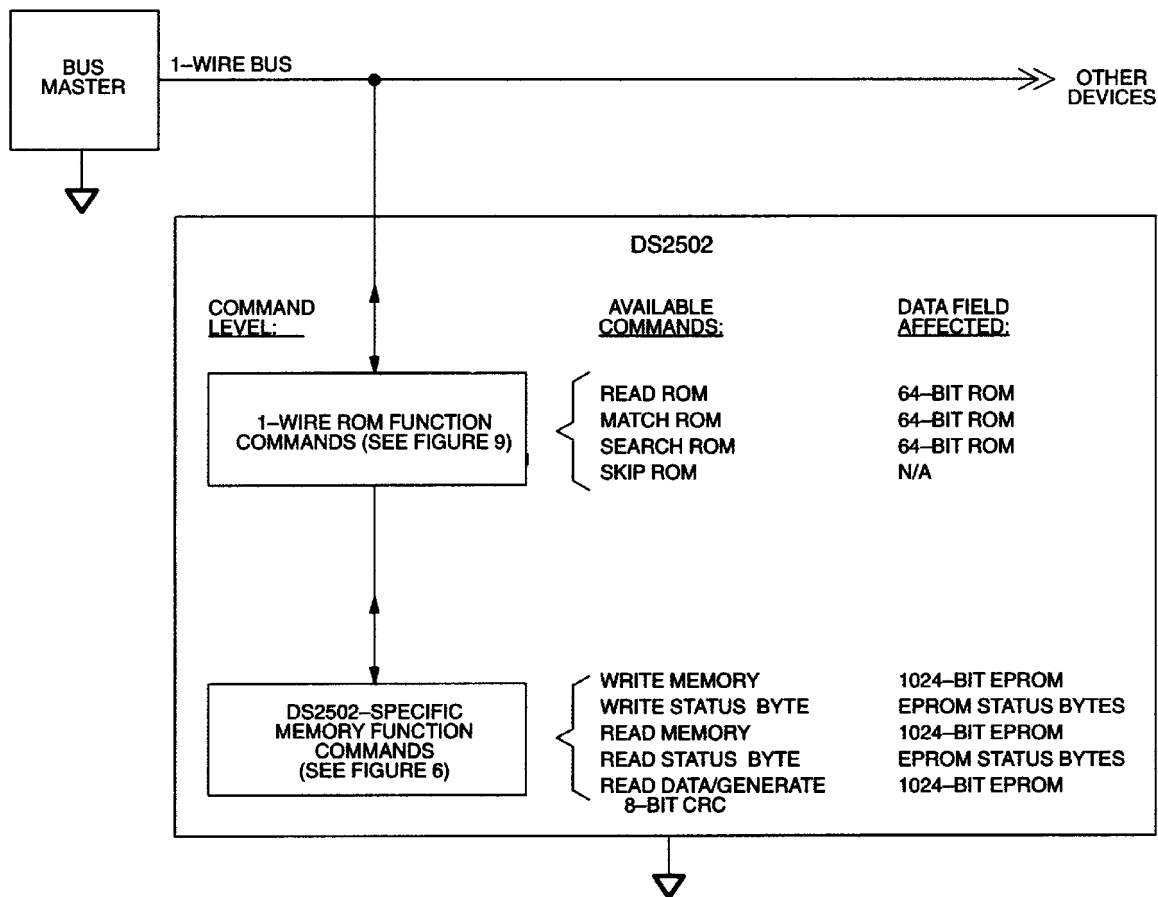 BUS
MASTER
1–WIRE BUS
OTHER
DEVICES
DS2502
COMMAND
LEVEL:
AVAILABLE
COMMANDS:
DATA FIELD
AFFECTED:
1–WIRE ROM FUNCTION
COMMANDS (SEE FIGURE 9)
READ ROM 64–BIT ROM
MATCH ROM 64–BIT ROM
SEARCH ROM 64–BIT ROM
SKIP ROM N/A
DS2502–SPECIFIC
MEMORY FUNCTION
COMMANDS
(SEE FIGURE 6)
WRITE MEMORY 1024–BIT EPROM
WRITE STATUS BYTE EPROM STATUS BYTES
READ MEMORY 1024–BIT EPROM
READ STATUS BYTE EPROM STATUS BYTES
READ DATA/GENERATE 1024–BIT EPROM
8–BIT CRC